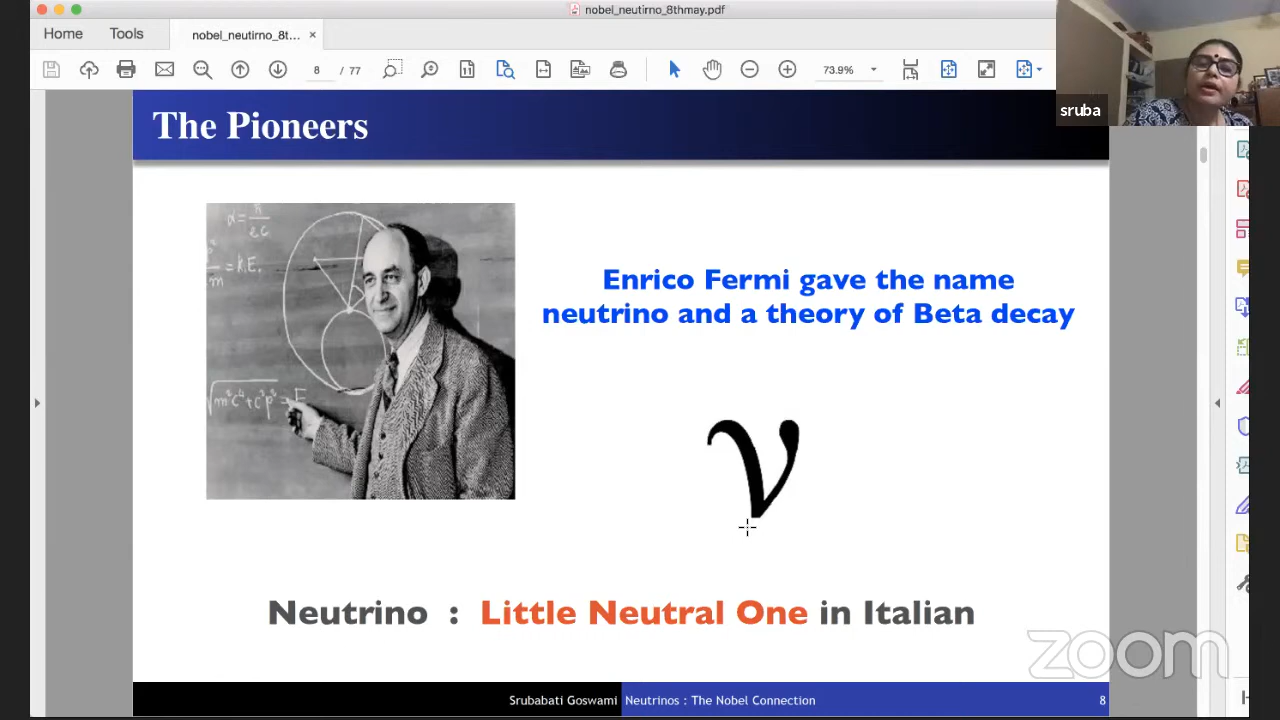 nobel_neutirno_8thmay.pdf
Home
Tools
nobel_neutirno_8t... ×
8 / 77
73.9%
sruba
The Pioneers
Enrico Fermi gave the name
neutrino and a theory of Beta decay
ν
Neutrino : Little Neutral One in Italian
zoom
Srubabati Goswami
Neutrinos : The Nobel Connection
8